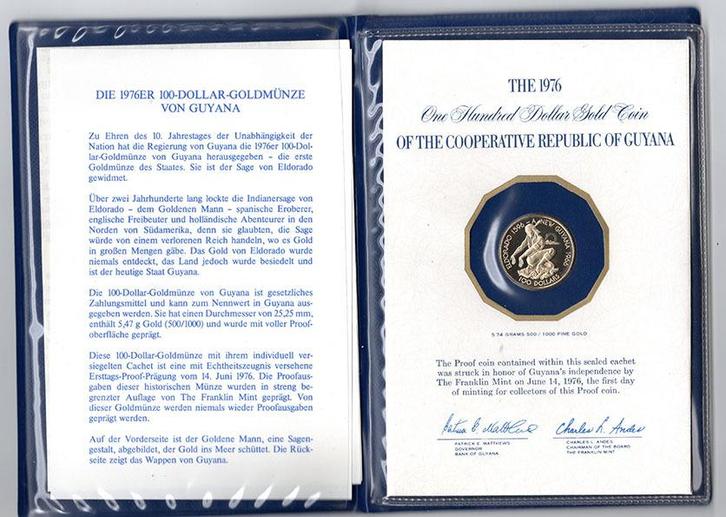 DIE 1976ER 100-DOLLAR-GOLDMÜNZE
VON GUYANA
Zu Ehren des 10. Jahrestages der Unabhängigkeit der
Nation hat die Regierung von Guyana die 1976er 100-Dol-
lar-Goldmünze von Guyana herausgegeben – die erste
Goldmünze des Staates. Sie ist der Sage von Eldorado
gewidmet.
Über zwei Jahrhunderte lang lockte die Indianersage von
Eldorado – dem Goldenen Mann – spanische Eroberer,
englische Freibeuter und holländische Abenteurer in den
Norden von Südamerika, denn sie glaubten, die Sage
würde von einem verlorenen Reich handeln, wo es Gold
in großen Mengen gäbe. Das Gold von Eldorado wurde
niemals entdeckt, das Land jedoch wurde besiedelt und
ist der heutige Staat Guyana.
Die 100-Dollar-Goldmünze von Guyana ist gesetzliches
Zahlungsmittel und kann zum Nennwert in Guyana aus-
gegeben werden. Sie hat einen Durchmesser von 25,25 mm,
enthält 5,47 g Gold (500/1000) und wurde mit voller Proof-
oberfläche geprägt.
Diese 100-Dollar-Goldmünze mit ihrem individuell ver-
siegelten Cachet ist eine mit Echtheitszeugnis versehene
Ersttags-Proof-Prägung vom 14. Juni 1976. Die Proofaus-
gaben dieser historischen Münze wurden in streng be-
grenzter Auflage von The Franklin Mint geprägt. Von
dieser Goldmünze werden niemals wieder Proofausgaben
geprägt werden.
Auf der Vorderseite ist der Goldene Mann, eine Sagen-
gestalt, abgebildet, der Gold ins Meer schüttet. Die Rück-
seite zeigt das Wappen von Guyana.
THE 1976
One Hundred Dollar Gold Coin
OF THE COOPERATIVE REPUBLIC OF GUYANA
ELDORADO 1596 - A NEW GUYANA 1966
100 DOLLARS
5.74 GRAMS 500 / 1000 FINE GOLD
The Proof coin contained within this sealed cachet
was struck in honor of Guyana's independence by
The Franklin Mint on June 14, 1976, the first day
of minting for collectors of this Proof coin.
Charles L. Andes
PATRICK E. MATTHEWS
GOVERNOR
BANK OF GUYANA
CHARLES L. ANDES
CHAIRMAN OF THE BOARD
THE FRANKLIN MINT